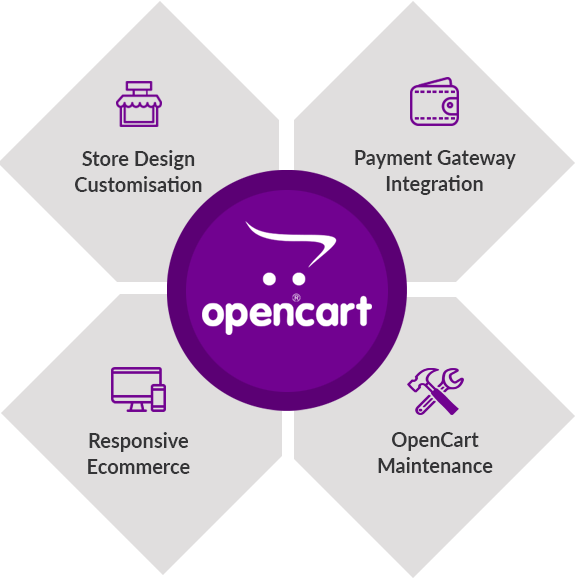 Store Design
Customisation
Payment Gateway
Integration
opencart®
Responsive
Ecommerce
OpenCart
Maintenance